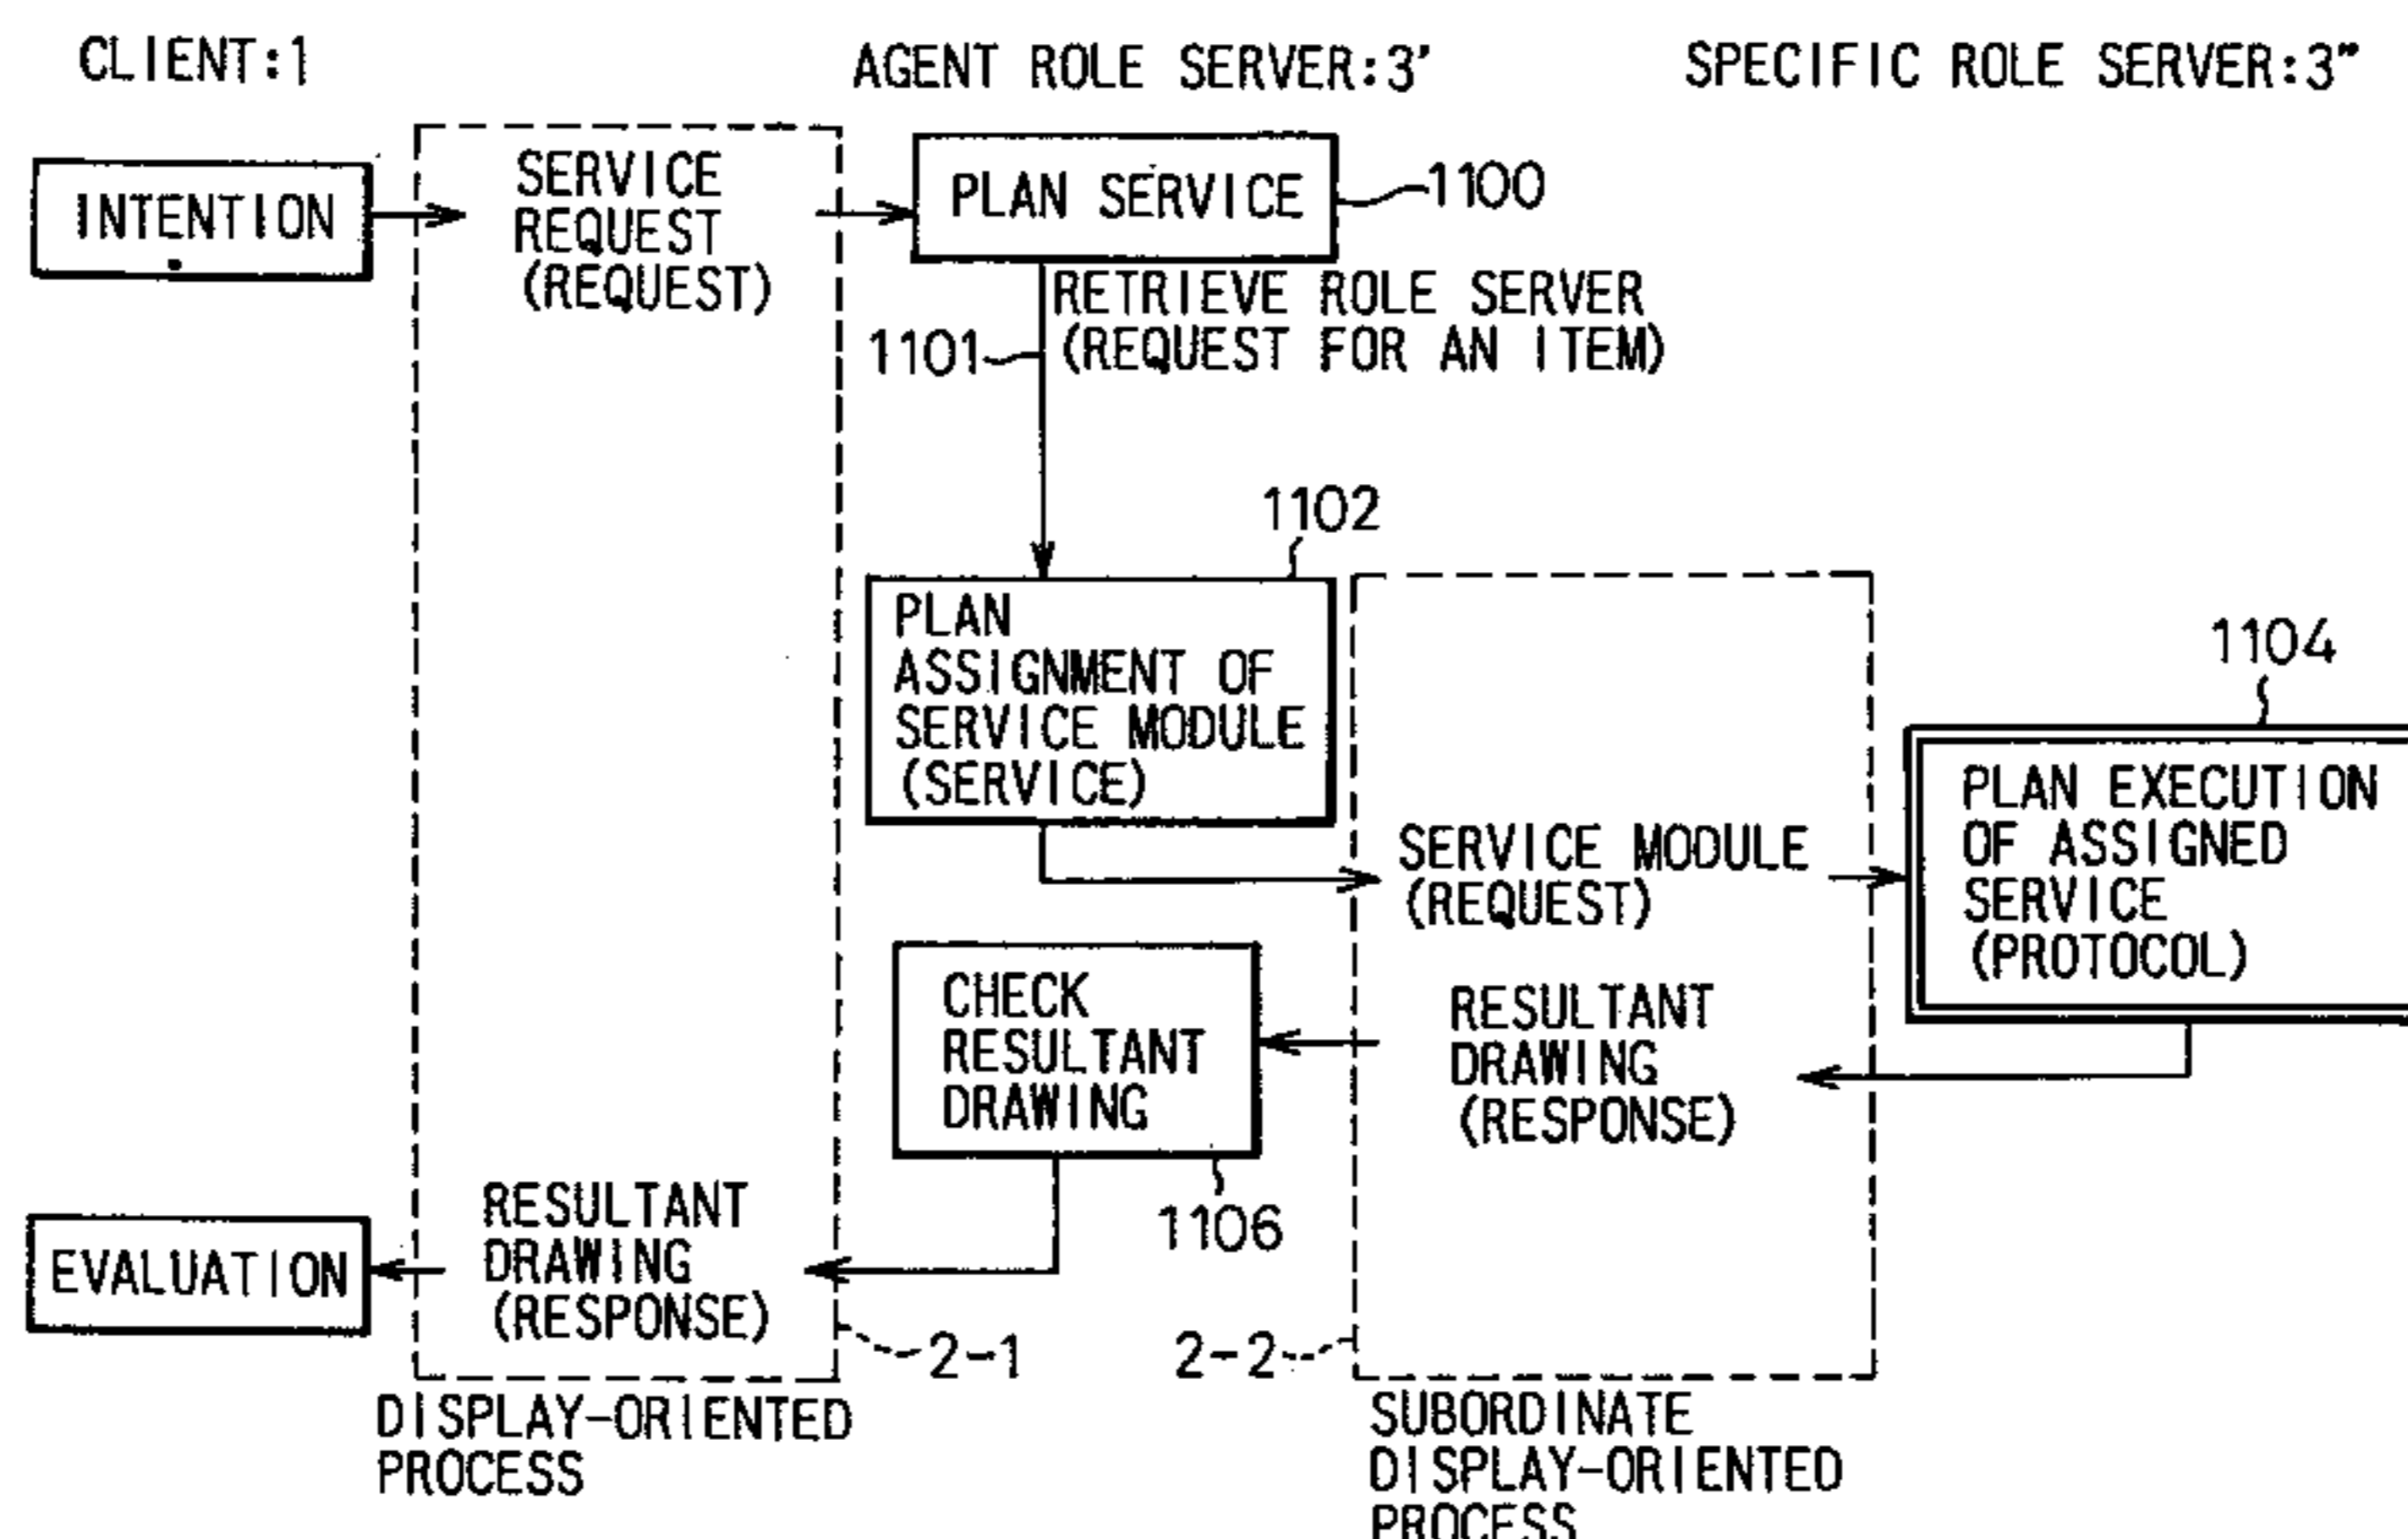 CLIENT:1
AGENT ROLE SERVER:3'
SPECIFIC ROLE SERVER:3"
INTENTION
SERVICE
REQUEST
(REQUEST)
PLAN SERVICE
1100
RETRIEVE ROLE SERVER
(REQUEST FOR AN ITEM)
1101
1102
PLAN
ASSIGNMENT OF
SERVICE MODULE
(SERVICE)
SERVICE MODULE
(REQUEST)
1104
PLAN EXECUTION
OF ASSIGNED
SERVICE
(PROTOCOL)
RESULTANT
DRAWING
(RESPONSE)
CHECK
RESULTANT
DRAWING
1106
RESULTANT
DRAWING
(RESPONSE)
EVALUATION
2-1
2-2
DISPLAY-ORIENTED
PROCESS
SUBORDINATE
DISPLAY-ORIENTED
PROCESS